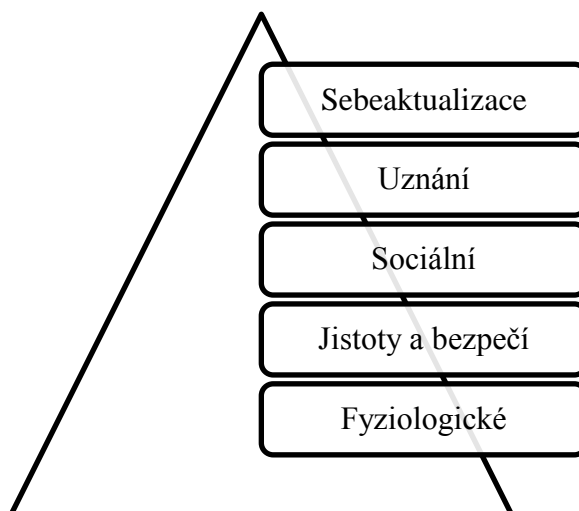 Sebeaktualizace
Uznání
Sociální
Jistoty a bezpečí
Fyziologické